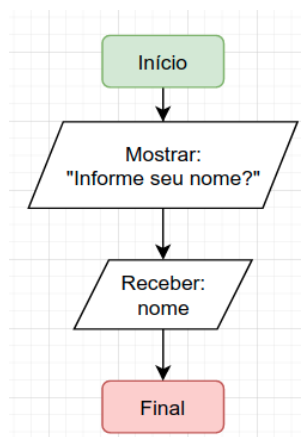 Início
Mostrar:
"Informe seu nome?"
Receber:
nome
Final